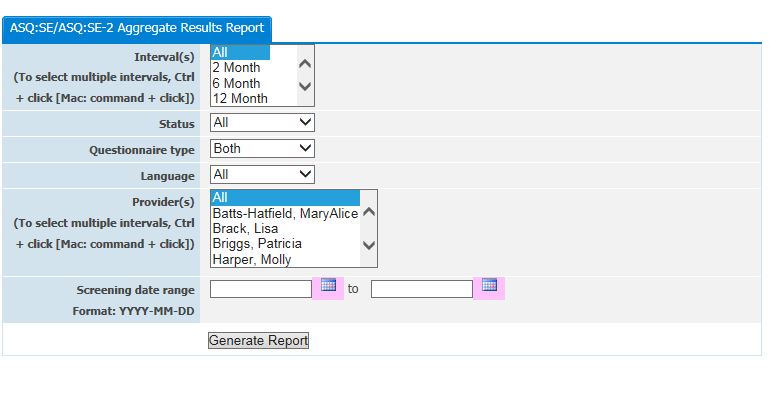 ASQ:SE/ASQ:SE-2 Aggregate Results Report
Interval(s)
(To select multiple intervals, Ctrl
+ click [Mac: command + click])
All
2 Month
6 Month
12 Month
Status
All
Questionnaire type
Both
Language
All
Provider(s)
(To select multiple intervals, Ctrl
+ click [Mac: command + click])
All
Batts-Hatfield, MaryAlice
Brack, Lisa
Briggs, Patricia
Harper, Molly
Screening date range
Format: YYYY-MM-DD
to
Generate Report